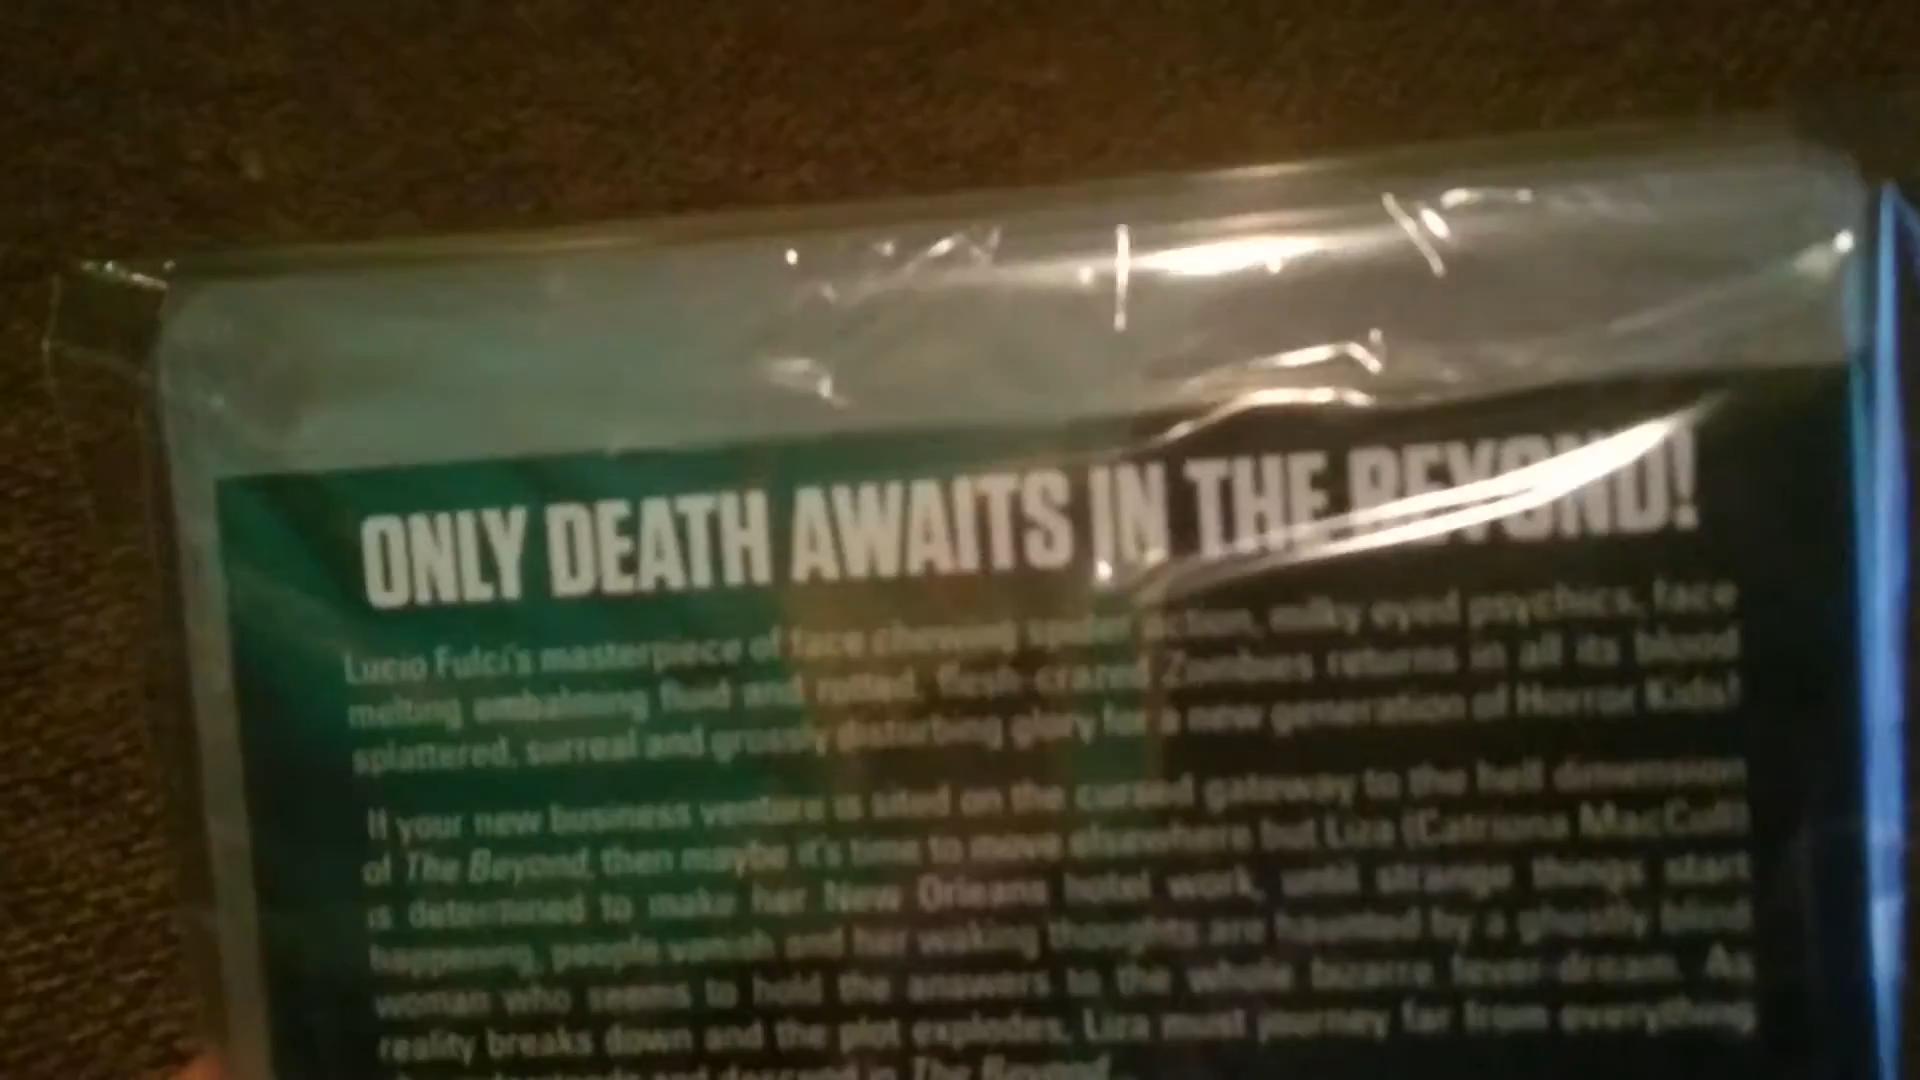 ONLY DEATH AWAITS IN THE BEYOND!
Lucio Fulci's masterpiece of face chewing spider action, milky eyed psychics, face
melting embalming fluid and rotted, flesh-crazed Zombies returns in all its blood
splattered, surreal and grossly disturbing glory for a new generation of Horror Kids!
If your new business venture is sited on the cursed gateway to the hell dimension
of The Beyond, then maybe it's time to move elsewhere but Liza (Catriona MacColl)
is determined to make her New Orleans hotel work, until strange things start
happening, people vanish and her waking thoughts are haunted by a ghostly blind
woman who seems to hold the answers to the whole bizarre fever-dream. As
reality breaks down and the plot explodes, Liza must journey far from everything
and descend in The Beyond